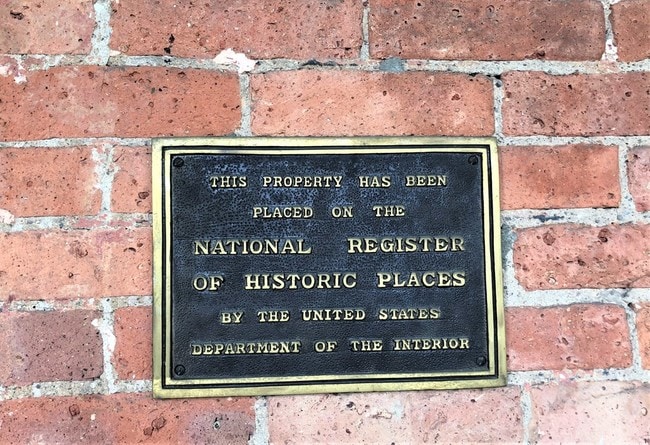 THIS PROPERTY HAS BEEN
PLACED ON THE
NATIONAL REGISTER
OF HISTORIC PLACES
BY THE UNITED STATES
DEPARTMENT OF THE INTERIOR